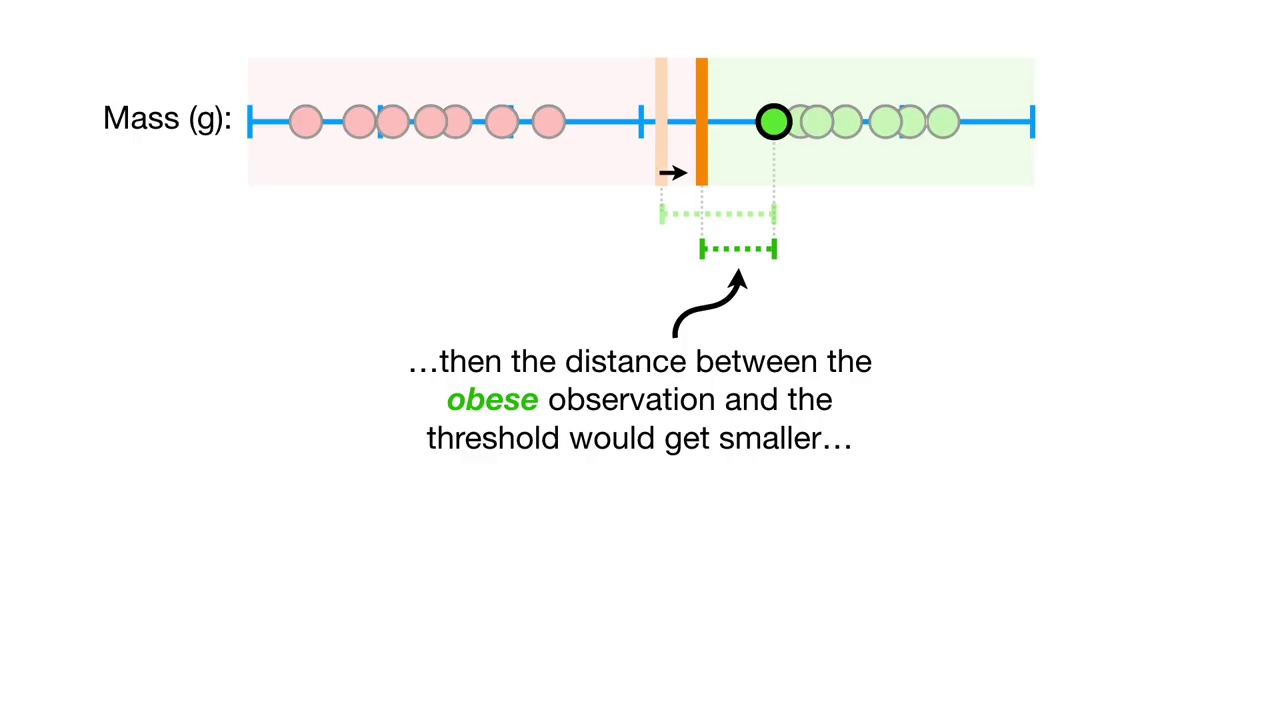 Mass (g):
…then the distance between the
obese observation and the
threshold would get smaller…